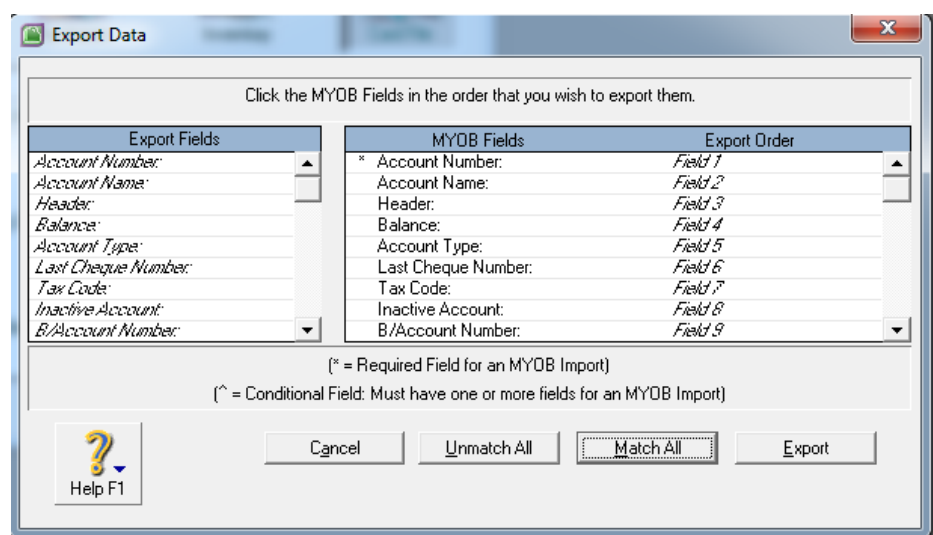 Export Data
Click the MYOB Fields in the order that you wish to export them.
Export Fields MYOB Fields Export Order
Account Number: * Account Number: Field 1
Account Name: Account Name: Field 2
Header: Header: Field 3
Balance: Balance: Field 4
Account Type: Account Type: Field 5
Last Cheque Number: Last Cheque Number: Field 6
Tax Code: Tax Code: Field 7
Inactive Account: Inactive Account: Field 8
B/Account Number: B/Account Number: Field 9
(* = Required Field for an MYOB Import)
(^ = Conditional Field: Must have one or more fields for an MYOB Import)
Cancel Unmatch All Match All Export
Help F1